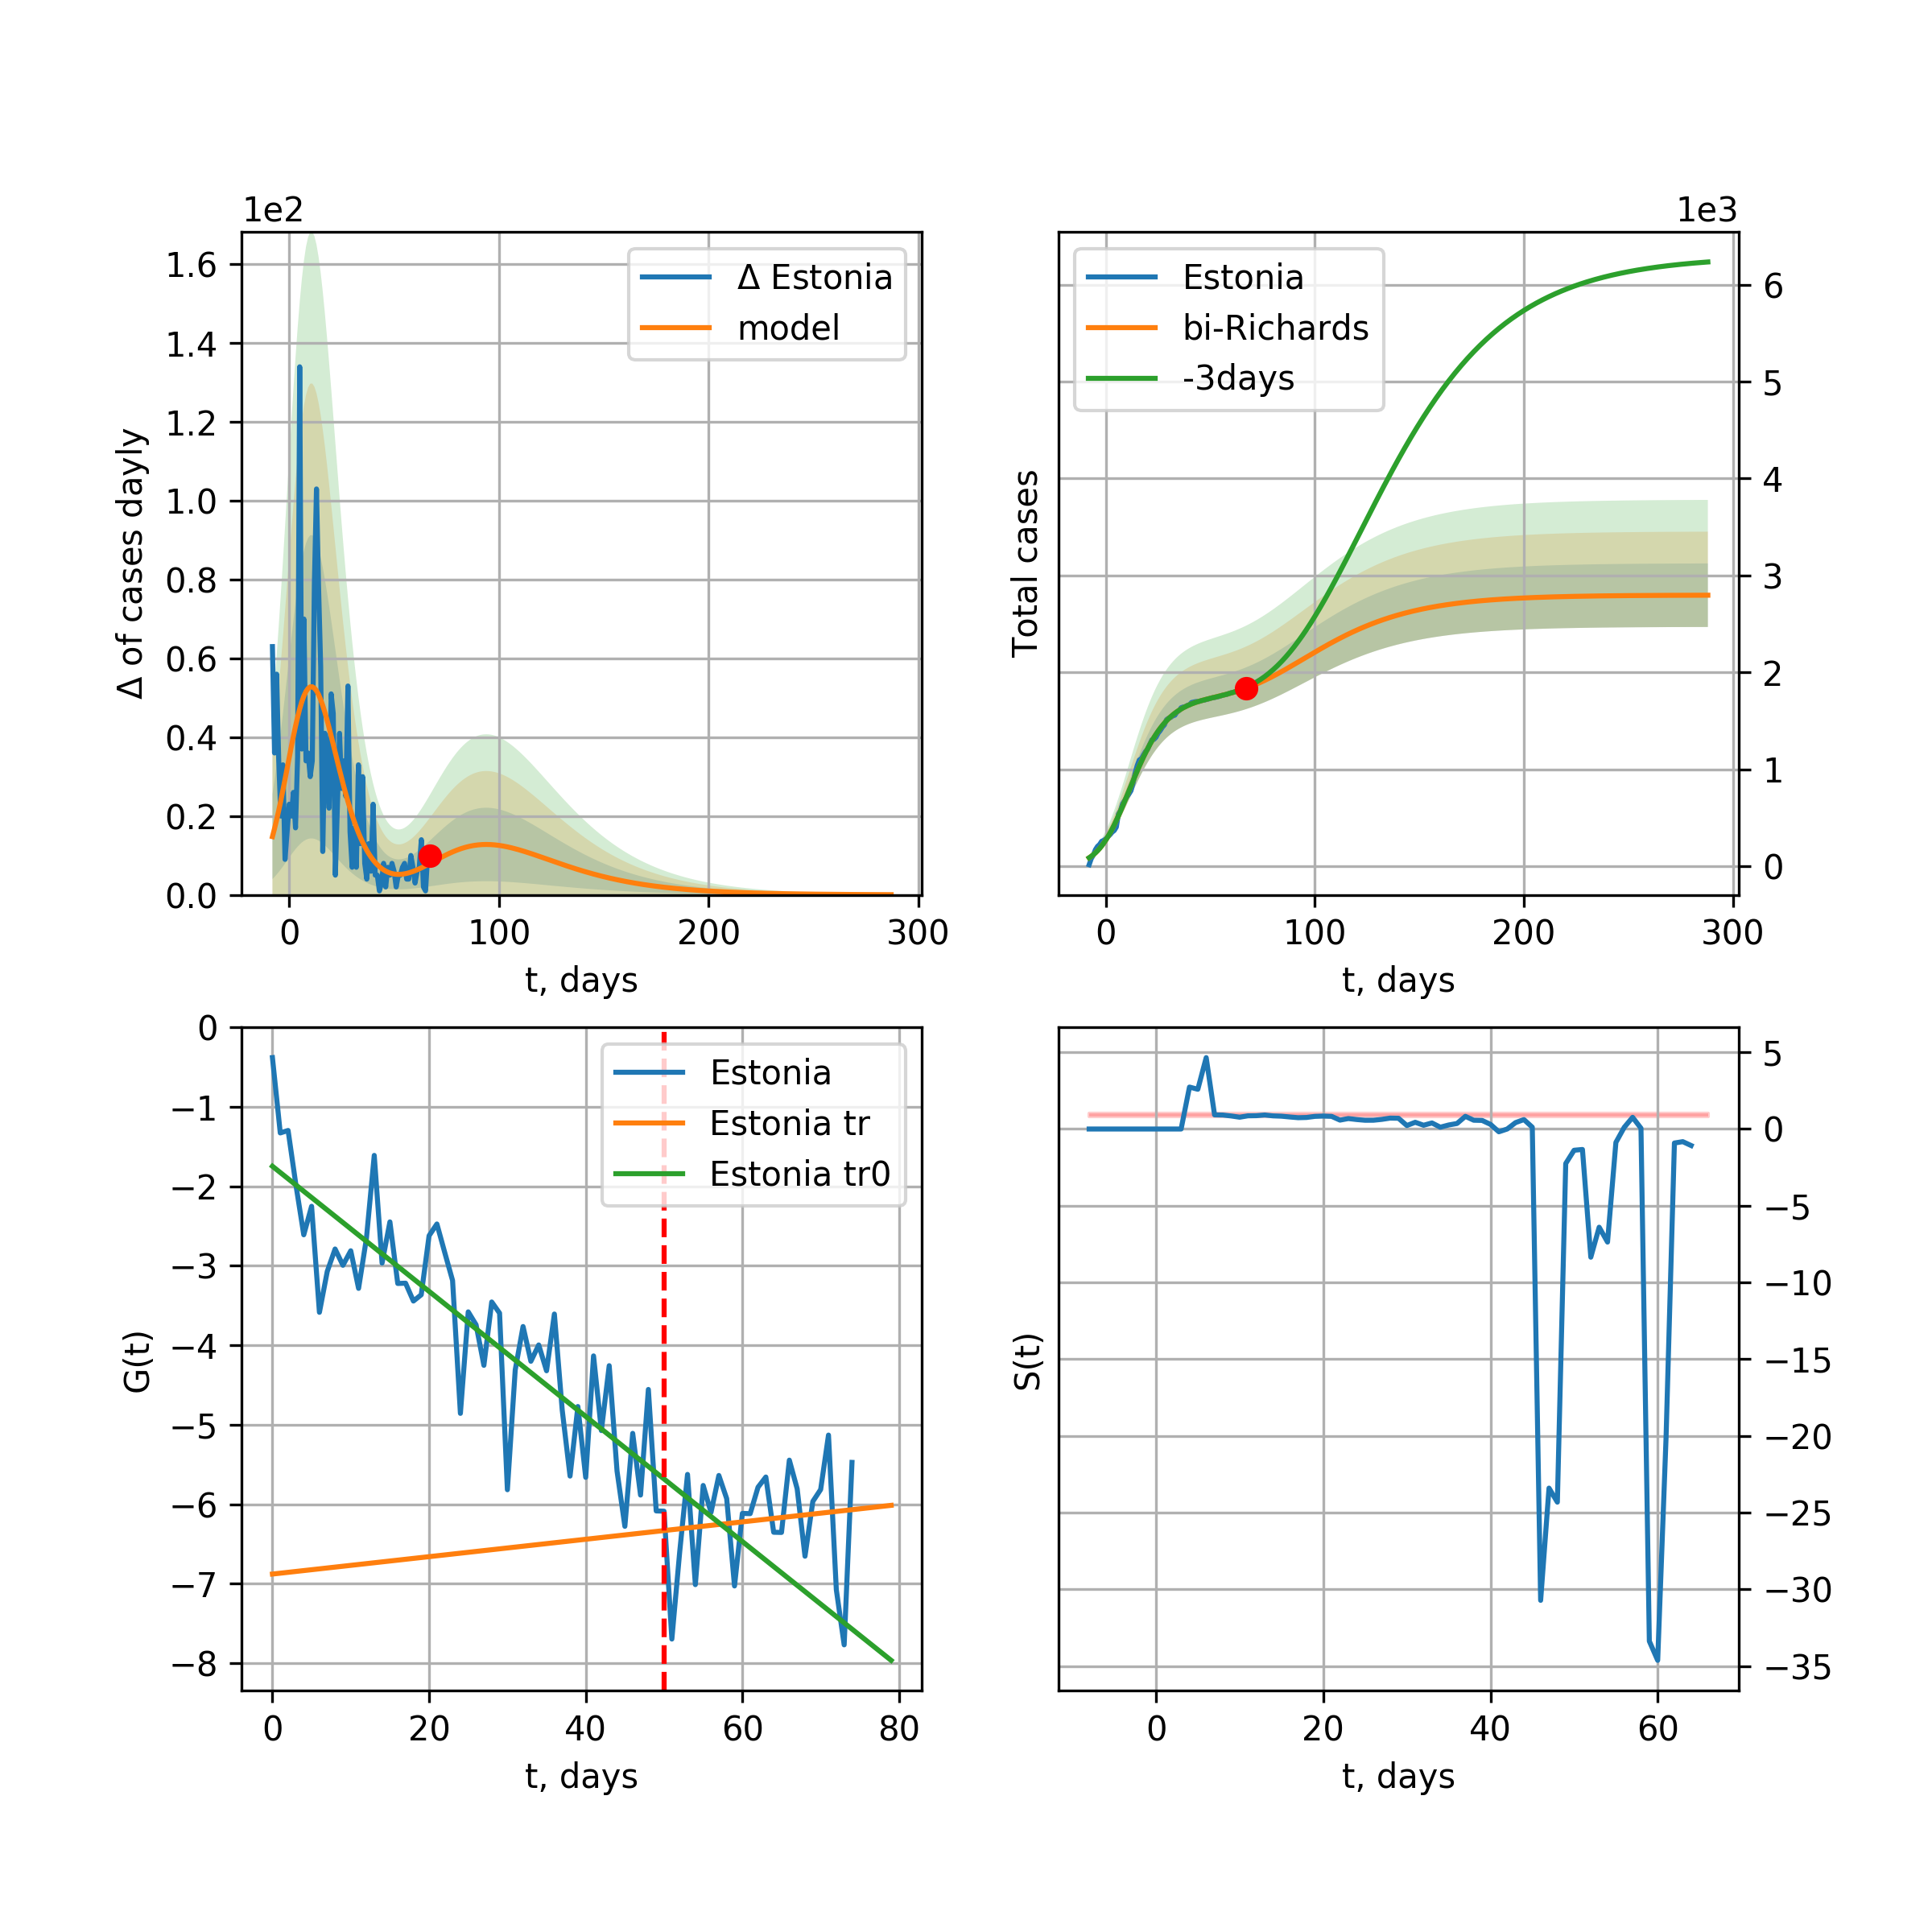 1e2
Δ of cases dayly
1.6
1.4
1.2
1.0
0.8
0.6
0.4
0.2
0.0
Δ Estonia
model
0
100
200
300
t, days
1e3
Total cases
Estonia
bi-Richards
-3days
6
5
4
3
2
1
0
0
100
200
300
t, days
G(t)
0
−1
−2
−3
−4
−5
−6
−7
−8
Estonia
Estonia tr
Estonia tr0
0
20
40
60
80
t, days
S(t)
5
0
−5
−10
−15
−20
−25
−30
−35
0
20
40
60
t, days